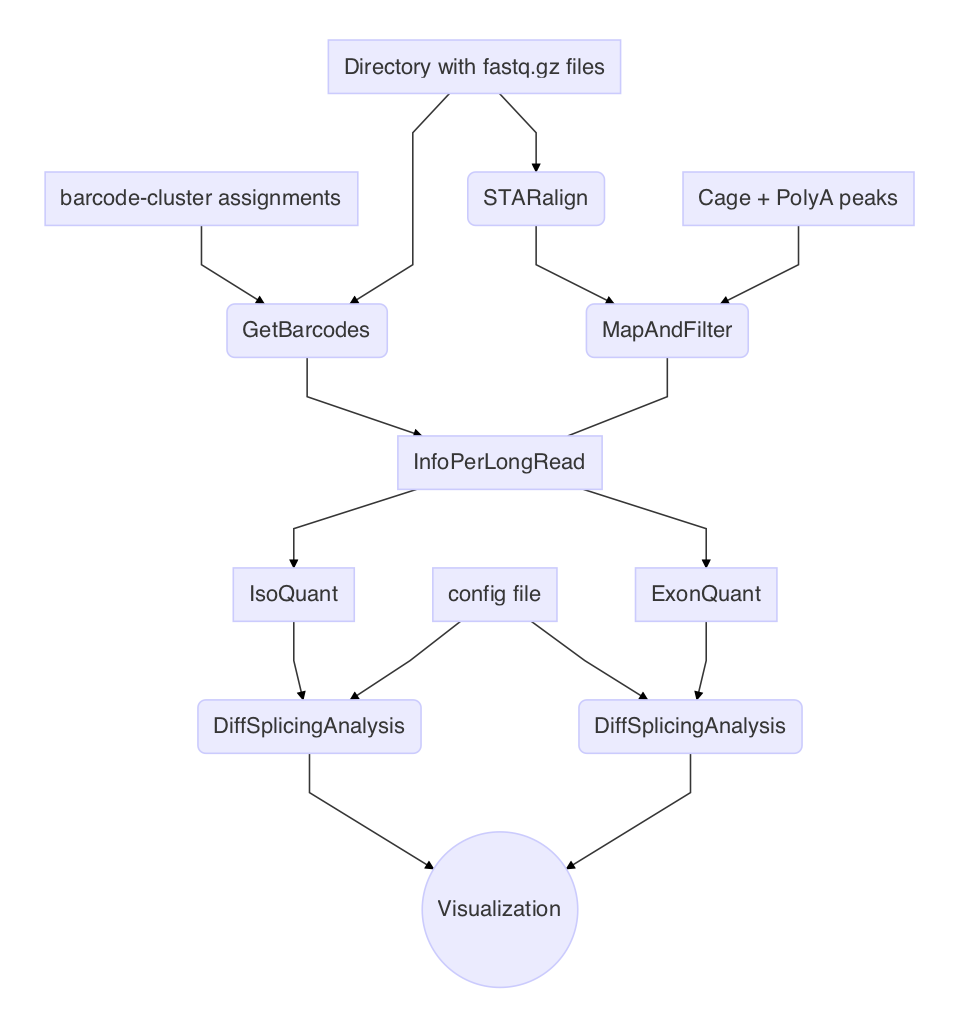 Directory with fastq.gz files
barcode-cluster assignments
STARalign
Cage + PolyA peaks
GetBarcodes
MapAndFilter
InfoPerLongRead
IsoQuant
config file
ExonQuant
DiffSplicingAnalysis
DiffSplicingAnalysis
Visualization